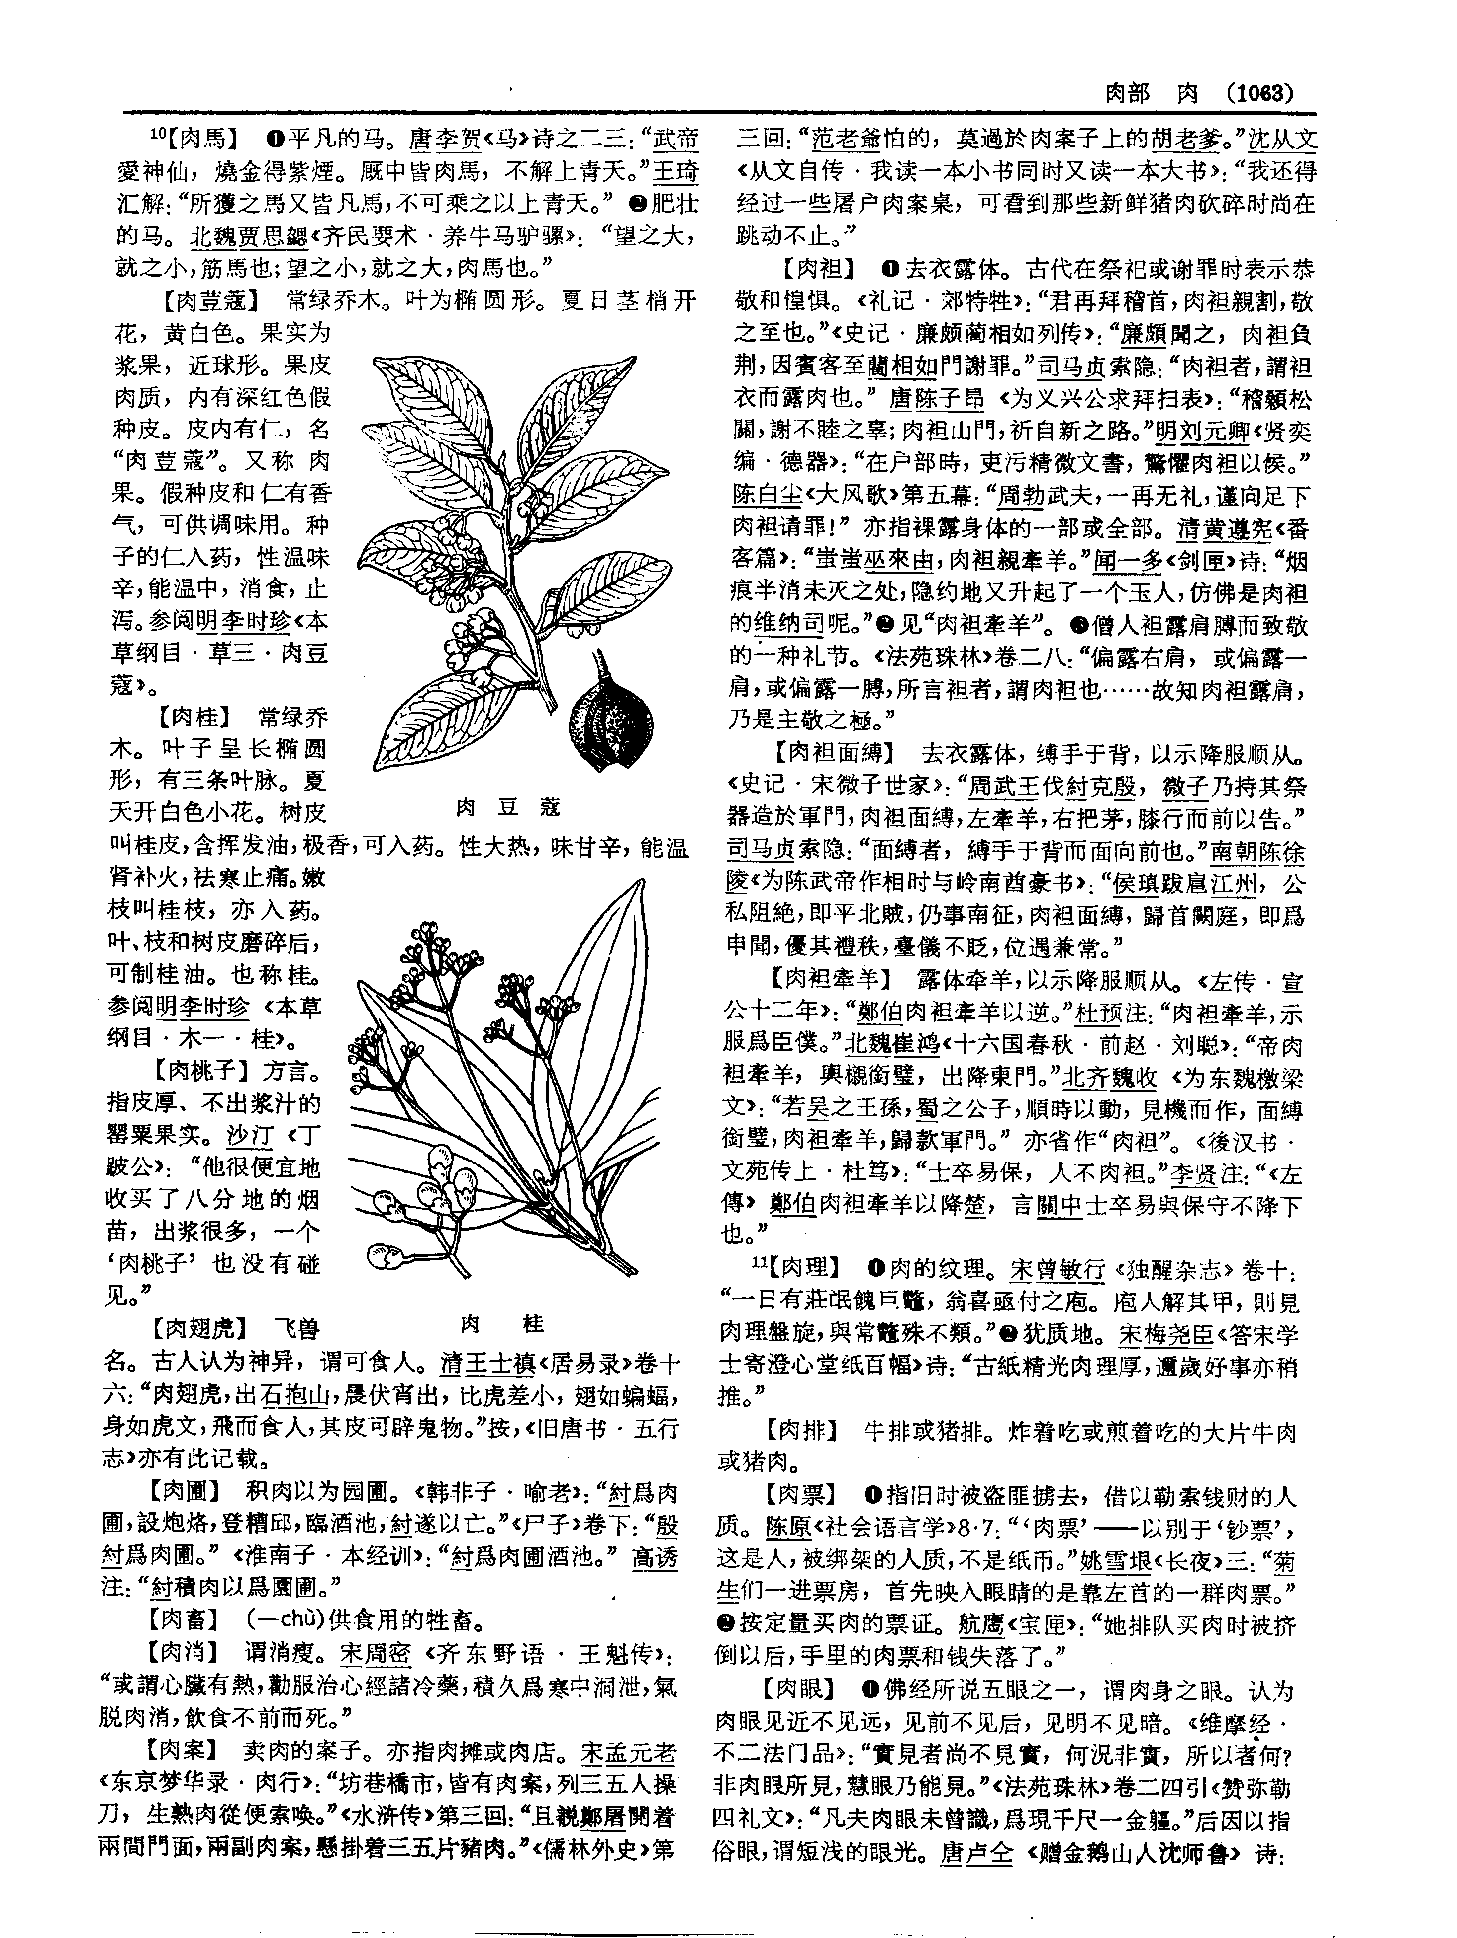 肉部　肉　(1063)
10【肉馬】　❶平凡的马。唐李贺《马》诗之二三：“武帝
愛神仙，燒金得紫煙。厩中皆肉馬，不解上青天。”王琦
汇解：“所獲之馬又皆凡馬，不可乘之以上青天。”❷肥壮
的马。北魏贾思勰《齐民要术·养牛马驴骡》：“望之大，
就之小，筋馬也；望之小，就之大，肉馬也。”
【肉荳蔻】　常绿乔木。叶为椭圆形。夏日茎梢开
花，黄白色。果实为
浆果，近球形。果皮
肉质，内有深红色假
种皮。皮内有仁，名
“肉荳蔻”。又称肉
果。假种皮和仁有香
气，可供调味用。种
子的仁入药，性温味
辛，能温中，消食，止
泻。参阅明李时珍《本
草纲目·草三·肉豆
蔻》。
肉豆蔻
【肉桂】　常绿乔
木。叶子呈长椭圆
形，有三条叶脉。夏
天开白色小花。树皮
叫桂皮，含挥发油，极香，可入药。性大热，味甘辛，能温
肾补火，祛寒止痛。嫩
枝叫桂枝，亦入药。
叶、枝和树皮磨碎后，
可制桂油。也称桂。
参阅明李时珍《本草
纲目·木一·桂》。
【肉桃子】方言。
指皮厚、不出浆汁的
罂粟果实。沙汀《丁
跛公》：“他很便宜地
收买了八分地的烟
苗，出浆很多，一个
‘肉桃子’也没有碰
见。”
肉桂
【肉翅虎】　飞兽
名。古人认为神异，谓可食人。清王士禛《居易录》卷十
六：“肉翅虎，出石抱山，晨伏宵出，比虎差小，翅如蝙蝠，
身如虎文，飛而食人，其皮可辟鬼物。”按，《旧唐书·五行
志》亦有此记载。
【肉圃】　积肉以为园圃。《韩非子·喻老》：“紂爲肉
圃，設炮烙，登糟邱，臨酒池，紂遂以亡。”《尸子》卷下：“殷
紂爲肉圃。”《淮南子·本经训》：“紂爲肉圃酒池。”高诱
注：“紂積肉以爲園圃。”
【肉畜】　（—chù）供食用的牲畜。
【肉消】　谓消瘦。宋周密《齐东野语·王魁传》：
“或謂心臟有熱，勸服治心經諸冷藥，積久爲寒中洞泄，氣
脱肉消，飲食不前而死。”
【肉案】　卖肉的案子。亦指肉摊或肉店。宋孟元老
《东京梦华录·肉行》：“坊巷橋市，皆有肉案，列三五人操
刀，生熟肉從便索唤。”《水浒传》第三回：“且説鄭屠開着
兩間門面，兩副肉案，懸掛着三五片豬肉。”《儒林外史》第
三回：“范老爺怕的，莫過於肉案子上的胡老爹。”沈从文
《从文自传·我读一本小书同时又读一本大书》：“我还得
经过一些屠户肉案桌，可看到那些新鲜猪肉砍碎时尚在
跳动不止。”
【肉袒】　❶去衣露体。古代在祭祀或谢罪时表示恭
敬和惶惧。《礼记·郊特牲》：“君再拜稽首，肉袒親割，敬
之至也。”《史记·廉颇蔺相如列传》：“廉頗聞之，肉袒負
荆，因賓客至藺相如門謝罪。”司马贞索隐：“肉袒者，謂袒
衣而露肉也。”唐陈子昂《为义兴公求拜扫表》：“稽顙松
闕，謝不睦之辜；肉袒山門，祈自新之路。”明刘元卿《贤奕
编·德器》：“在户部時，吏污精微文書，驚懼肉袒以候。”
陈白尘《大风歌》第五幕：“周勃武夫，一再无礼，谨向足下
肉袒请罪！”亦指裸露身体的一部或全部。清黄遵宪《番
客篇》：“蚩蚩巫來由，肉袒親牽羊。”闻一多《剑匣》诗：“烟
痕半消未灭之处，隐约地又升起了一个玉人，仿佛是肉袒
的维纳司呢。”❷见“肉袒牽羊”。❸僧人袒露肩膊而致敬
的一种礼节。《法苑珠林》卷二八：“偏露右肩，或偏露一
肩，或偏露一膊，所言袒者，謂肉袒也……故知肉袒露肩，
乃是主敬之極。”
【肉袒面縛】　去衣露体，缚手于背，以示降服顺从。
《史记·宋微子世家》：“周武王伐紂克殷，微子乃持其祭
器造於軍門，肉袒面縛，左牽羊，右把茅，膝行而前以告。”
司马贞索隐：“面縛者，縛手于背而面向前也。”南朝陈徐
陵《为陈武帝作相时与岭南酋豪书》：“侯瑱跋扈江州，公
私阻絶，即平北賊，仍事南征，肉袒面縛，歸首闕庭，即爲
申聞，優其禮秩，臺儀不貶，位遇兼常。”
【肉袒牽羊】　露体牵羊，以示降服顺从。《左传·宣
公十二年》：“鄭伯肉袒牽羊以逆。”杜预注：“肉袒牽羊，示
服爲臣僕。”北魏崔鸿《十六国春秋·前赵·刘聪》：“帝肉
袒牽羊，輿櫬銜璧，出降東門。”北齐魏收《为东魏檄梁
文》：“若吴之王孫，蜀之公子，順時以動，見機而作，面縛
銜璧，肉袒牽羊，歸款軍門。”亦省作“肉袒”。《後汉书·
文苑传上·杜笃》：“士卒易保，人不肉袒。”李贤注：“《左
傳》鄭伯肉袒牽羊以降楚，言關中士卒易與保守不降下
也。”
11【肉理】　❶肉的纹理。宋曾敏行《独醒杂志》卷十：
“一日有莊氓餽巨鼈，翁喜亟付之庖。庖人解其甲，則見
肉理盤旋，與常鼈殊不類。”❷犹质地。宋梅尧臣《答宋学
士寄澄心堂纸百幅》诗：“古紙精光肉理厚，邇歲好事亦稍
推。”
【肉排】　牛排或猪排。炸着吃或煎着吃的大片牛肉
或猪肉。
【肉票】　❶指旧时被盗匪掳去，借以勒索钱财的人
质。陈原《社会语言学》8·7：“‘肉票’——以别于‘钞票’，
这是人，被绑架的人质，不是纸币。”姚雪垠《长夜》三：“菊
生们一进票房，首先映入眼睛的是靠左首的一群肉票。”
❷按定量买肉的票证。航鹰《宝匣》：“她排队买肉时被挤
倒以后，手里的肉票和钱失落了。”
【肉眼】　❶佛经所说五眼之一，谓肉身之眼。认为
肉眼见近不见远，见前不见后，见明不见暗。《维摩经·
不二法门品》：“實見者尚不見實，何況非實，所以者何？
非肉眼所見，慧眼乃能見。”《法苑珠林》卷二四引《赞弥勒
四礼文》：“凡夫肉眼未曾識，爲現千尺一金軀。”后因以指
俗眼，谓短浅的眼光。唐卢仝《赠金鹅山人沈师鲁》诗：